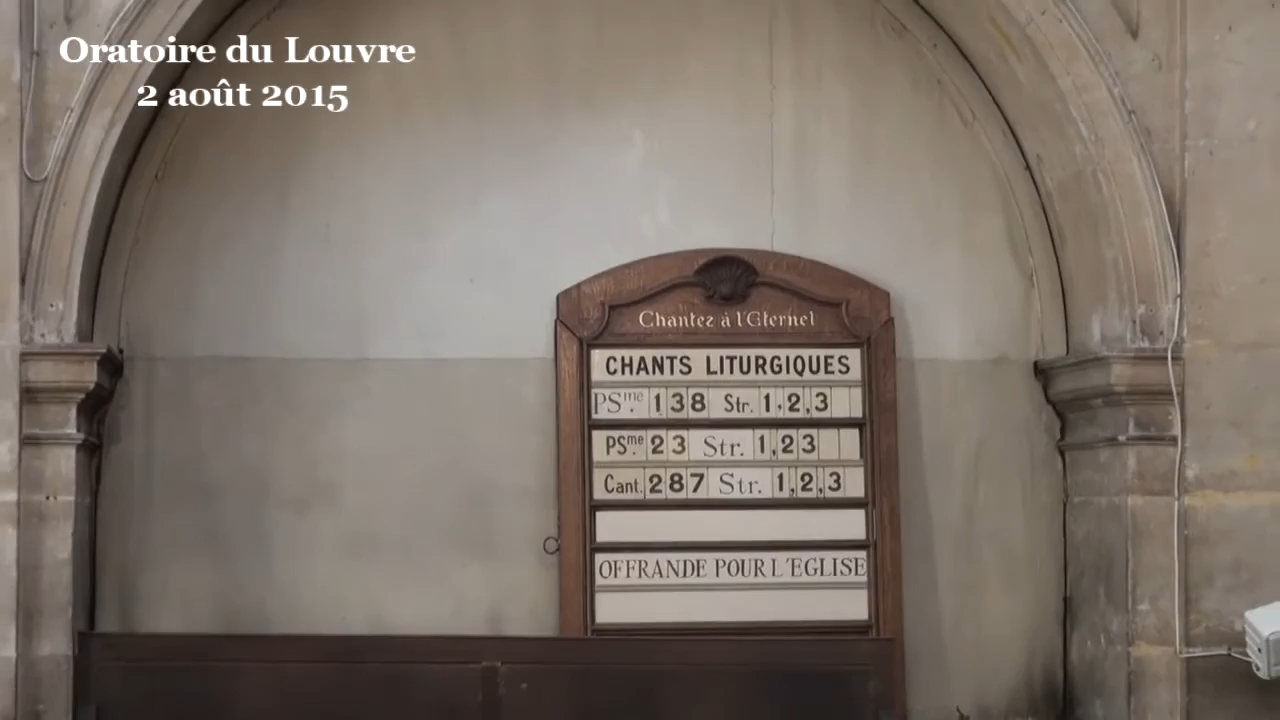 Oratoire du Louvre
2 août 2015
Chantez à l'Eternel
CHANTS LITURGIQUES
PSme. 138 Str. 1,2,3
PSme. 23 Str. 1,23
Cant. 287 Str. 1,2,3
OFFRANDE POUR L'EGLISE